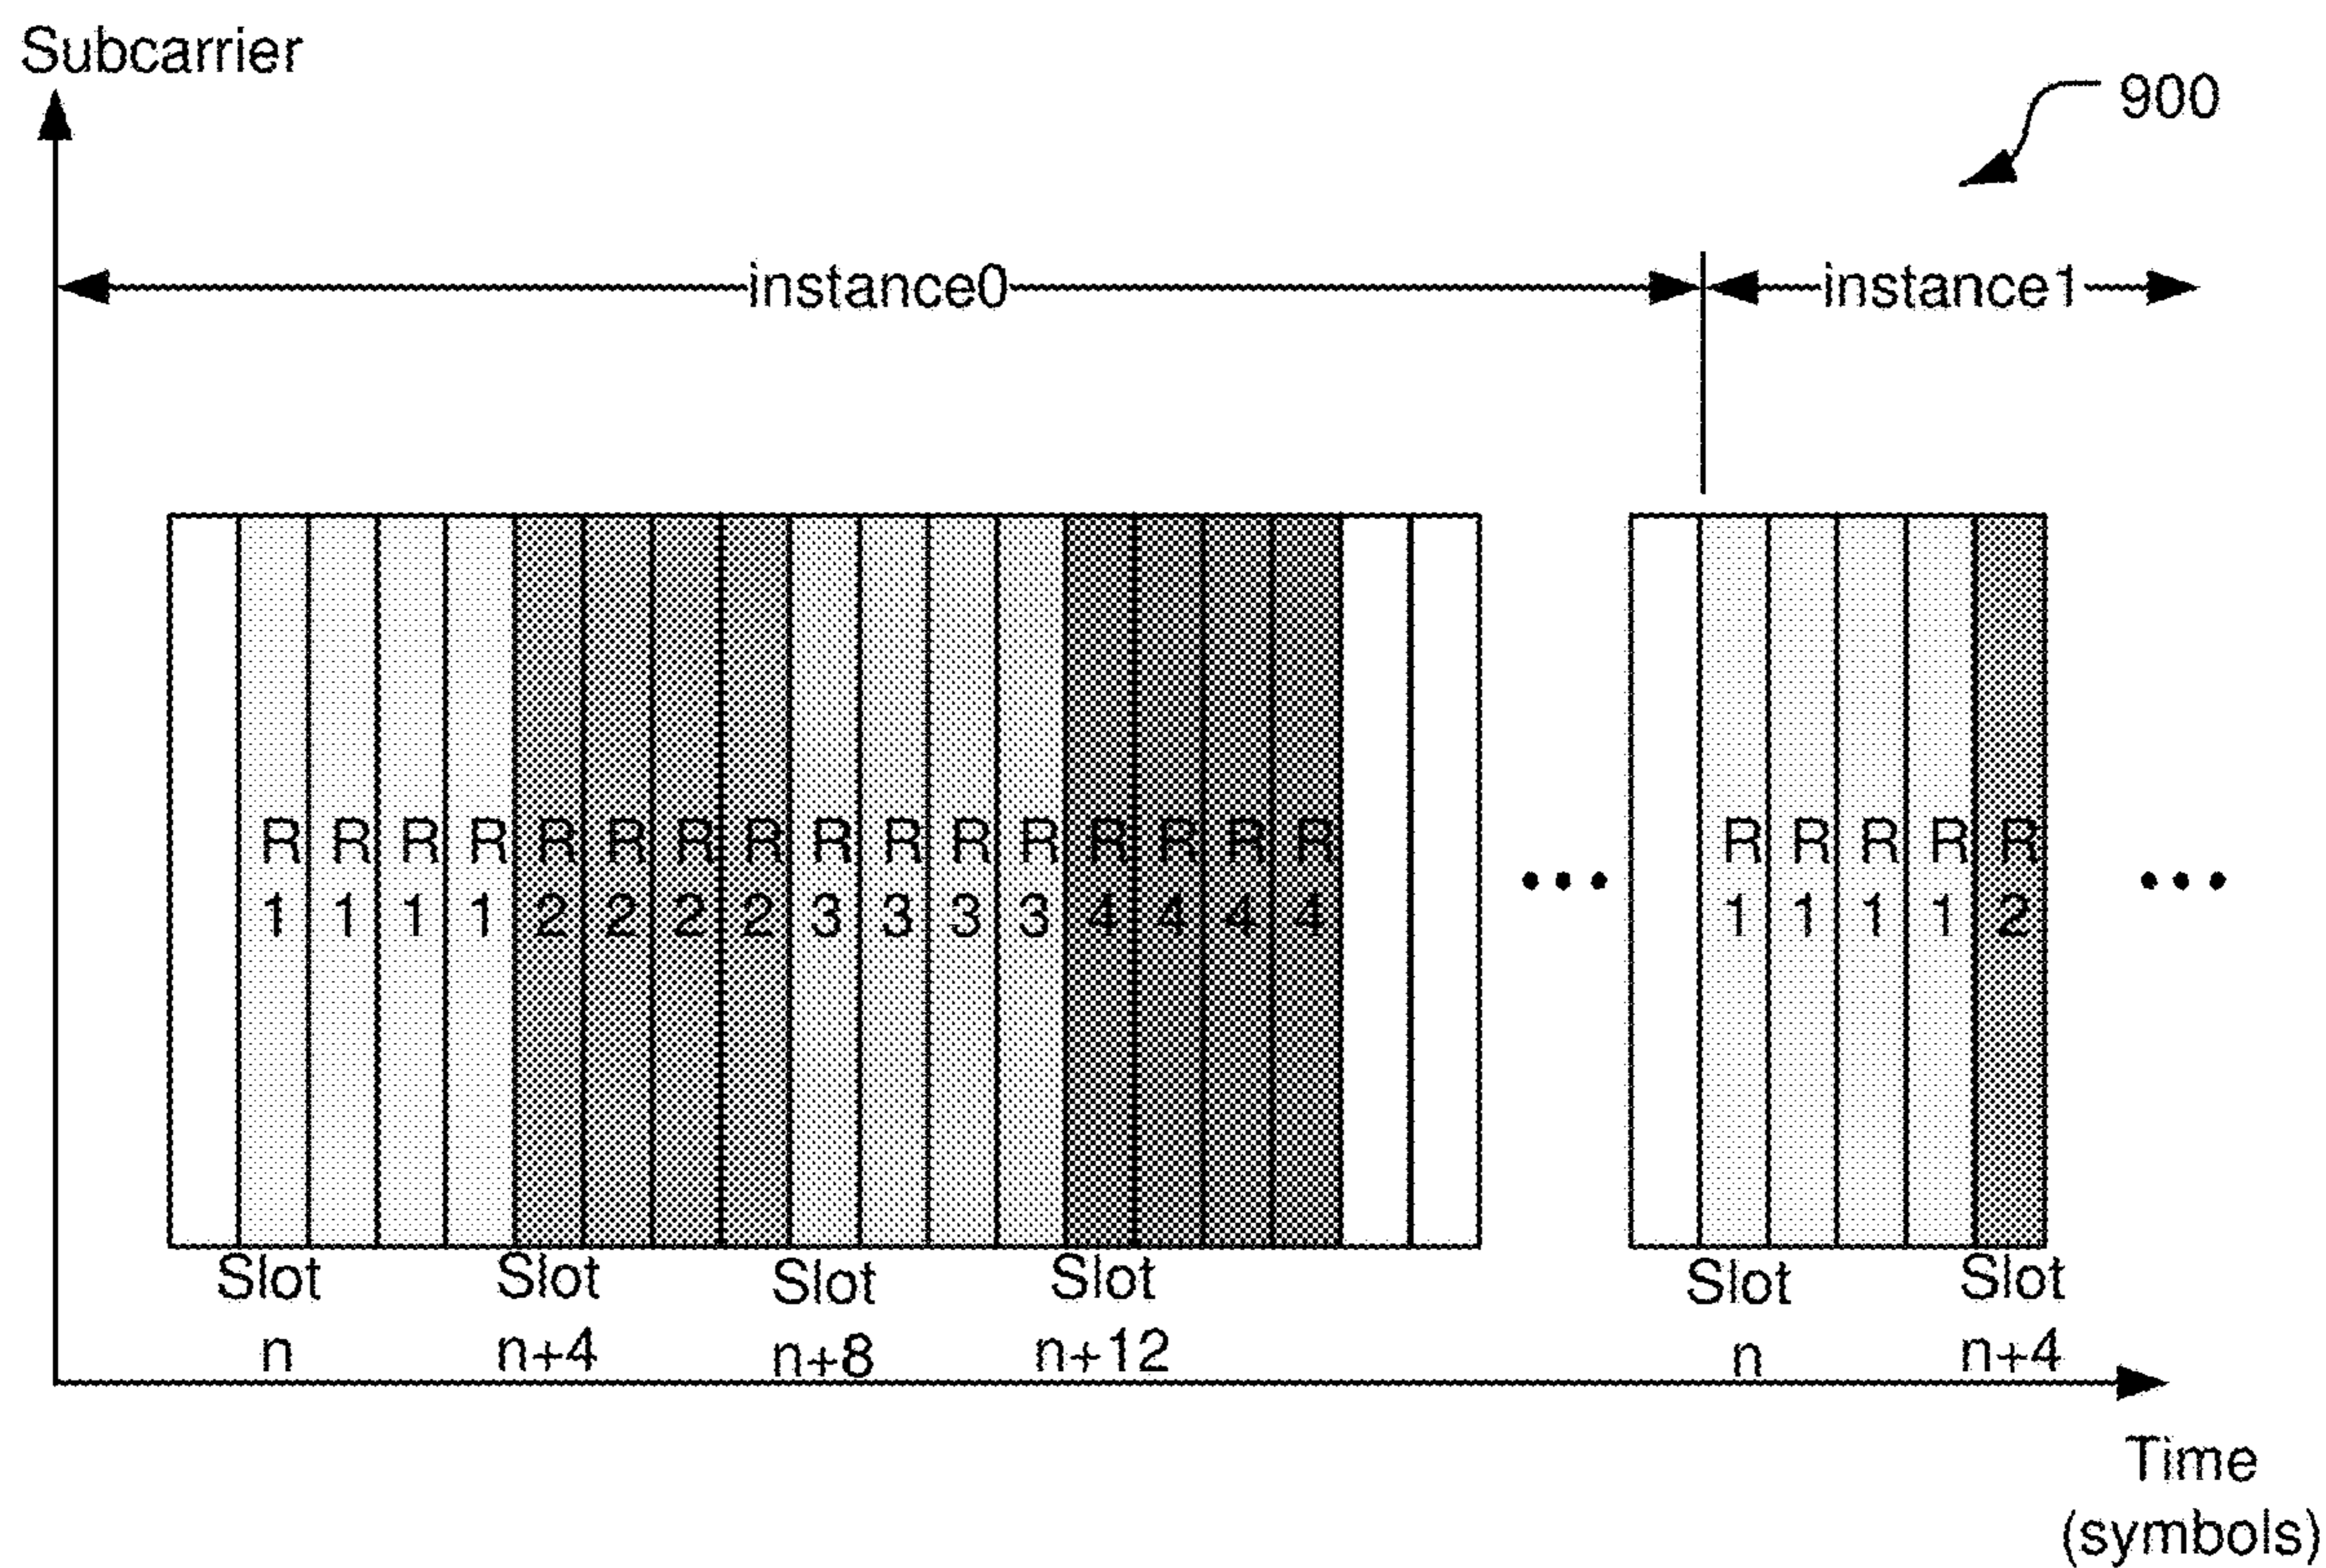 Subcarrier
900
instance0 instance1
R R R R R R R R R R R R R R R R R R R R R
1 1 1 1 2 2 2 2 3 3 3 3 4 4 4 4 1 1 1 1 2
Slot Slot Slot Slot Slot Slot
n n+4 n+8 n+12 n n+4
Time
(symbols)